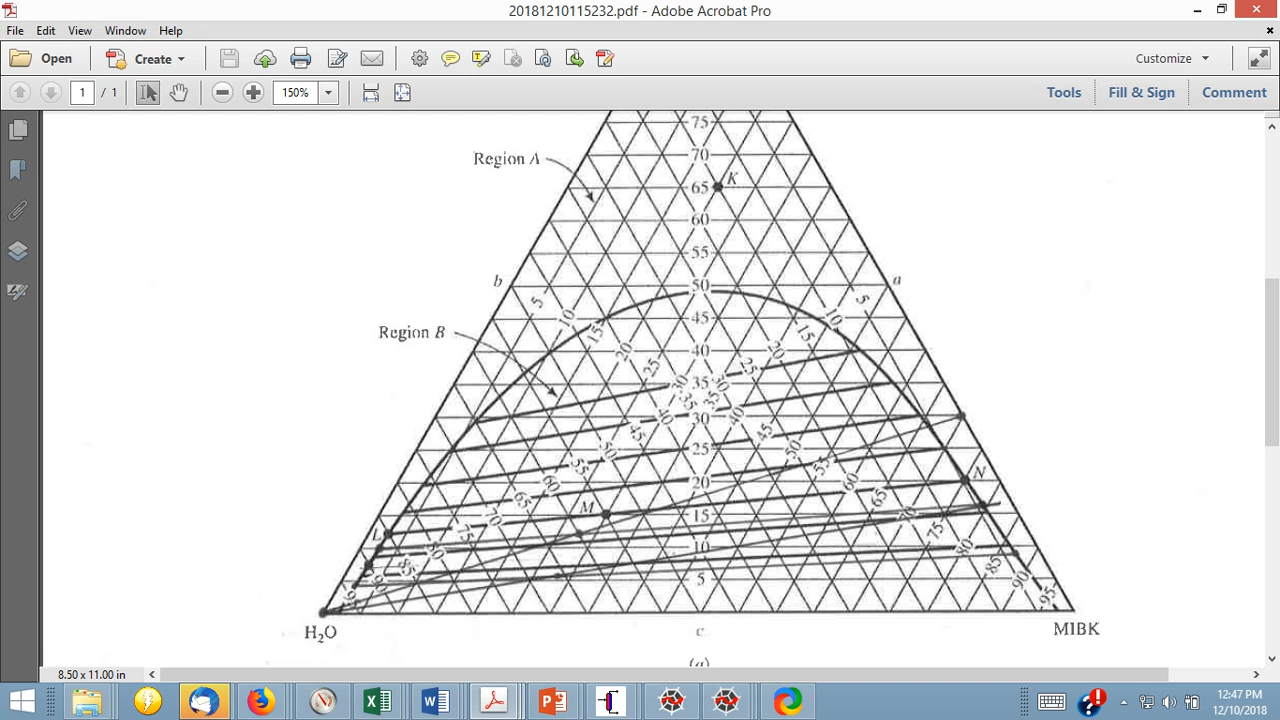 20181210115232.pdf - Adobe Acrobat Pro
File Edit View Window Help
Open Create Customize
1 / 1 150% Tools Fill & Sign Comment
75
Region A
70
65 K
60
55
b 50 a
5 5
10 10
45
15 15
Region B
40
20 20
25 25
35
30 30
35 35
30
40 40
45 45
25
50 50
55 55
N
20
60 60
65 65
M 15
70 70
L
75 75
10
80 80
5
85 85
90 90
95 95
H₂O c MIBK
(a)
8.50 x 11.00 in
12:47 PM
12/10/2018